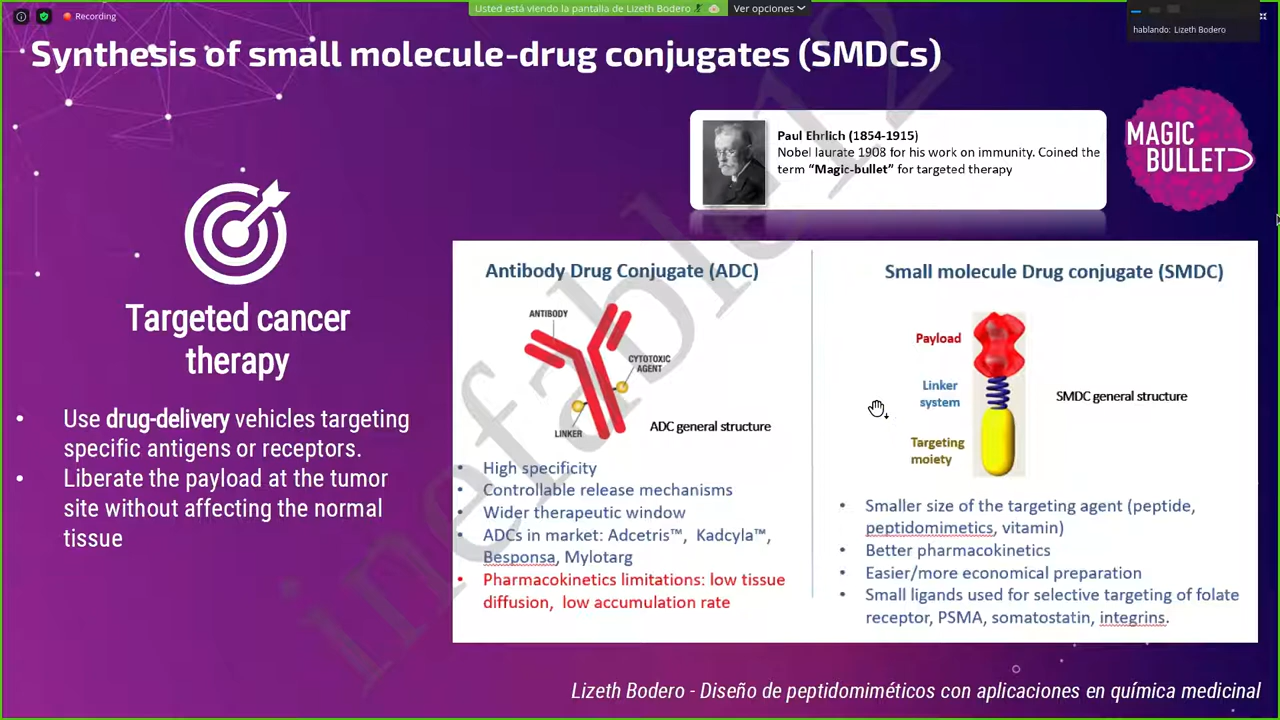 Recording
Usted está viendo la pantalla de Lizeth Bodero
Ver opciones
hablando: Lizeth Bodero
Synthesis of small molecule-drug conjugates (SMDCs)
Paul Ehrlich (1854-1915)
Nobel laurate 1908 for his work on immunity. Coined the
term “Magic-bullet” for targeted therapy
MAGIC
BULLET
Targeted cancer
therapy
• Use drug-delivery vehicles targeting
specific antigens or receptors.
• Liberate the payload at the tumor
site without affecting the normal
tissue
Antibody Drug Conjugate (ADC)
ANTIBODY
CYTOTOXIC
AGENT
LINKER
ADC general structure
• High specificity
• Controllable release mechanisms
• Wider therapeutic window
• ADCs in market: Adcetris™, Kadcyla™,
Besponsa, Mylotarg
• Pharmacokinetics limitations: low tissue
diffusion, low accumulation rate
Small molecule Drug conjugate (SMDC)
Payload
Linker
system
Targeting
moiety
SMDC general structure
• Smaller size of the targeting agent (peptide,
peptidomimetics, vitamin)
• Better pharmacokinetics
• Easier/more economical preparation
• Small ligands used for selective targeting of folate
receptor, PSMA, somatostatin, integrins.
Lizeth Bodero - Diseño de peptidomiméticos con aplicaciones en química medicinal
inefable12